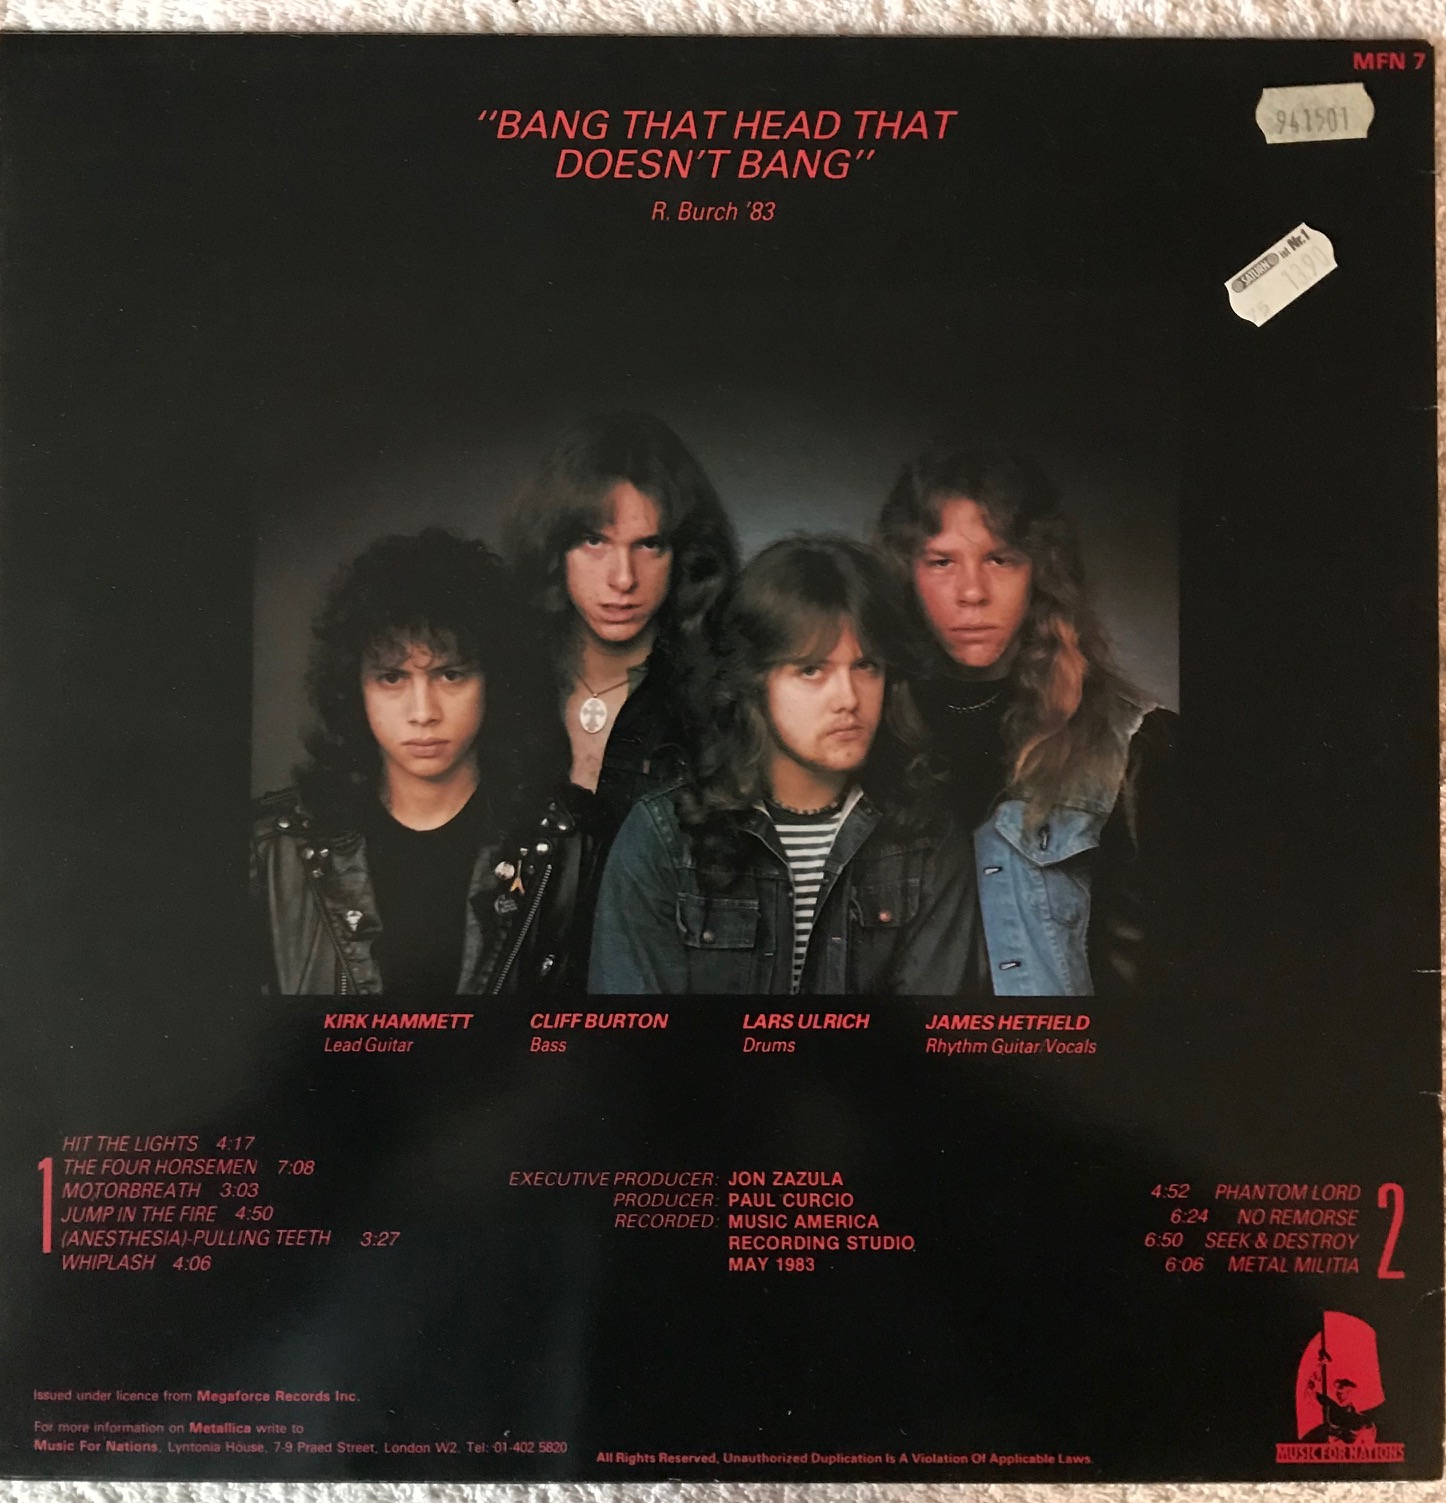 MFN 7
"BANG THAT HEAD THAT
DOESN'T BANG"
R. Burch '83
941501
SATURN ist Nr.1
1390
KIRK HAMMETT
Lead Guitar
CLIFF BURTON
Bass
LARS ULRICH
Drums
JAMES HETFIELD
Rhythm Guitar/Vocals
1
HIT THE LIGHTS 4:17
THE FOUR HORSEMEN 7:08
MOTORBREATH 3:03
JUMP IN THE FIRE 4:50
(ANESTHESIA)-PULLING TEETH 3:27
WHIPLASH 4:06
EXECUTIVE PRODUCER: JON ZAZULA
PRODUCER: PAUL CURCIO
RECORDED: MUSIC AMERICA
RECORDING STUDIO
MAY 1983
4:52 PHANTOM LORD
6:24 NO REMORSE
6:50 SEEK & DESTROY
6:06 METAL MILITIA
2
Issued under licence from Megaforce Records Inc.
For more information on Metallica write to
Music For Nations, Lyntonia House, 7-9 Praed Street, London W2. Tel: 01-402 5820
All Rights Reserved, Unauthorized Duplication Is A Violation Of Applicable Laws.
MUSIC FOR NATIONS